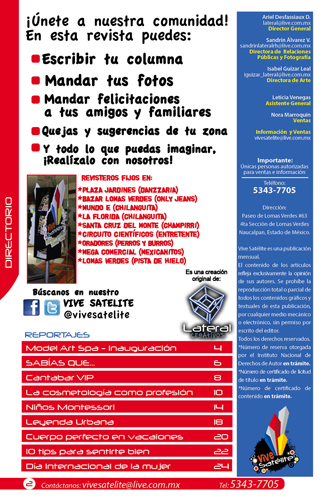 ¡Únete a nuestra comunidad!
En esta revista puedes:
Escribir tu columna
Mandar tus fotos
Mandar felicitaciones
a tus amigos y familiares
Quejas y sugerencias de tu zona
Y todo lo que puedas imaginar,
¡Realízalo con nosotros!
DIRECTORIO
REVISTEROS FIJOS EN:
*PLAZA JARDINES (DANZZARIA)
*BAZAR LOMAS VERDES (ONLY JEANS)
*MUNDO E (CHILANGUITA)
*LA FLORIDA (CHILANGUITA)
*SANTA CRUZ DEL MONTE (CHAMPIRRI)
*CIRCUITO CIENTÍFICOS (ENTRETENTE)
*ORADORES (PERROS Y BURROS)
*MEGA COMERCIAL (MEXICANITOS)
*LOMAS VERDES (PISTA DE HIELO)
Búscanos en nuestro
VIVE SATELITE
@vivesatelite
Es una creación
original de:
Lateral
REPORTAJES
Model Art Spa - Inauguración 4
SABÍAS QUE... 6
Cantabar VIP 8
La cosmetología como profesión 10
Niños Montessori 14
Leyenda Urbana 18
Cuerpo perfecto en vacaiones 20
10 tips para sentirte bien 22
Día Internacional de la mujer 24
2 Contáctanos: vivesatelite@live.com.mx Tel: 5343-7705
Ariel Desfassiaux D.
lateral@live.com.mx
Director General
Sandrin Álvarez V.
sandrinlateral@live.com.mx
Directora de Relaciones
Públicas y Fotografía
Isabel Guízar Leal
iguizar_lateral@live.com.mx
Directora de Arte
Leticia Venegas
Asistente General
Nora Marroquín
Ventas
Información y Ventas
vivesatelite@live.com.mx
Importante:
Únicas personas autorizadas
para ventas e información
Teléfono:
5343-7705
Dirección:
Paseo de Lomas Verdes #63
4ta Sección de Lomas Verdes
Naucalpan, Estado de México.
Vive Satélite es una publicación
mensual.
El contenido de los artículos
refleja exclusivamente la opinión
de sus autores. Se prohíbe la
reproducción total o parcial de
todos los contenidos gráficos y
textuales de esta publicación,
por cualquier medio mecánico
o electrónico, sin permiso por
escrito del editor.
Todos los derechos reservados.
*Número de reserva otorgada
por el Instituto Nacional de
Derechos de Autor en trámite.
*Número de certificado de licitud
de título en trámite.
*Número de certificado de
contenido en trámite.
Vive
Satélite